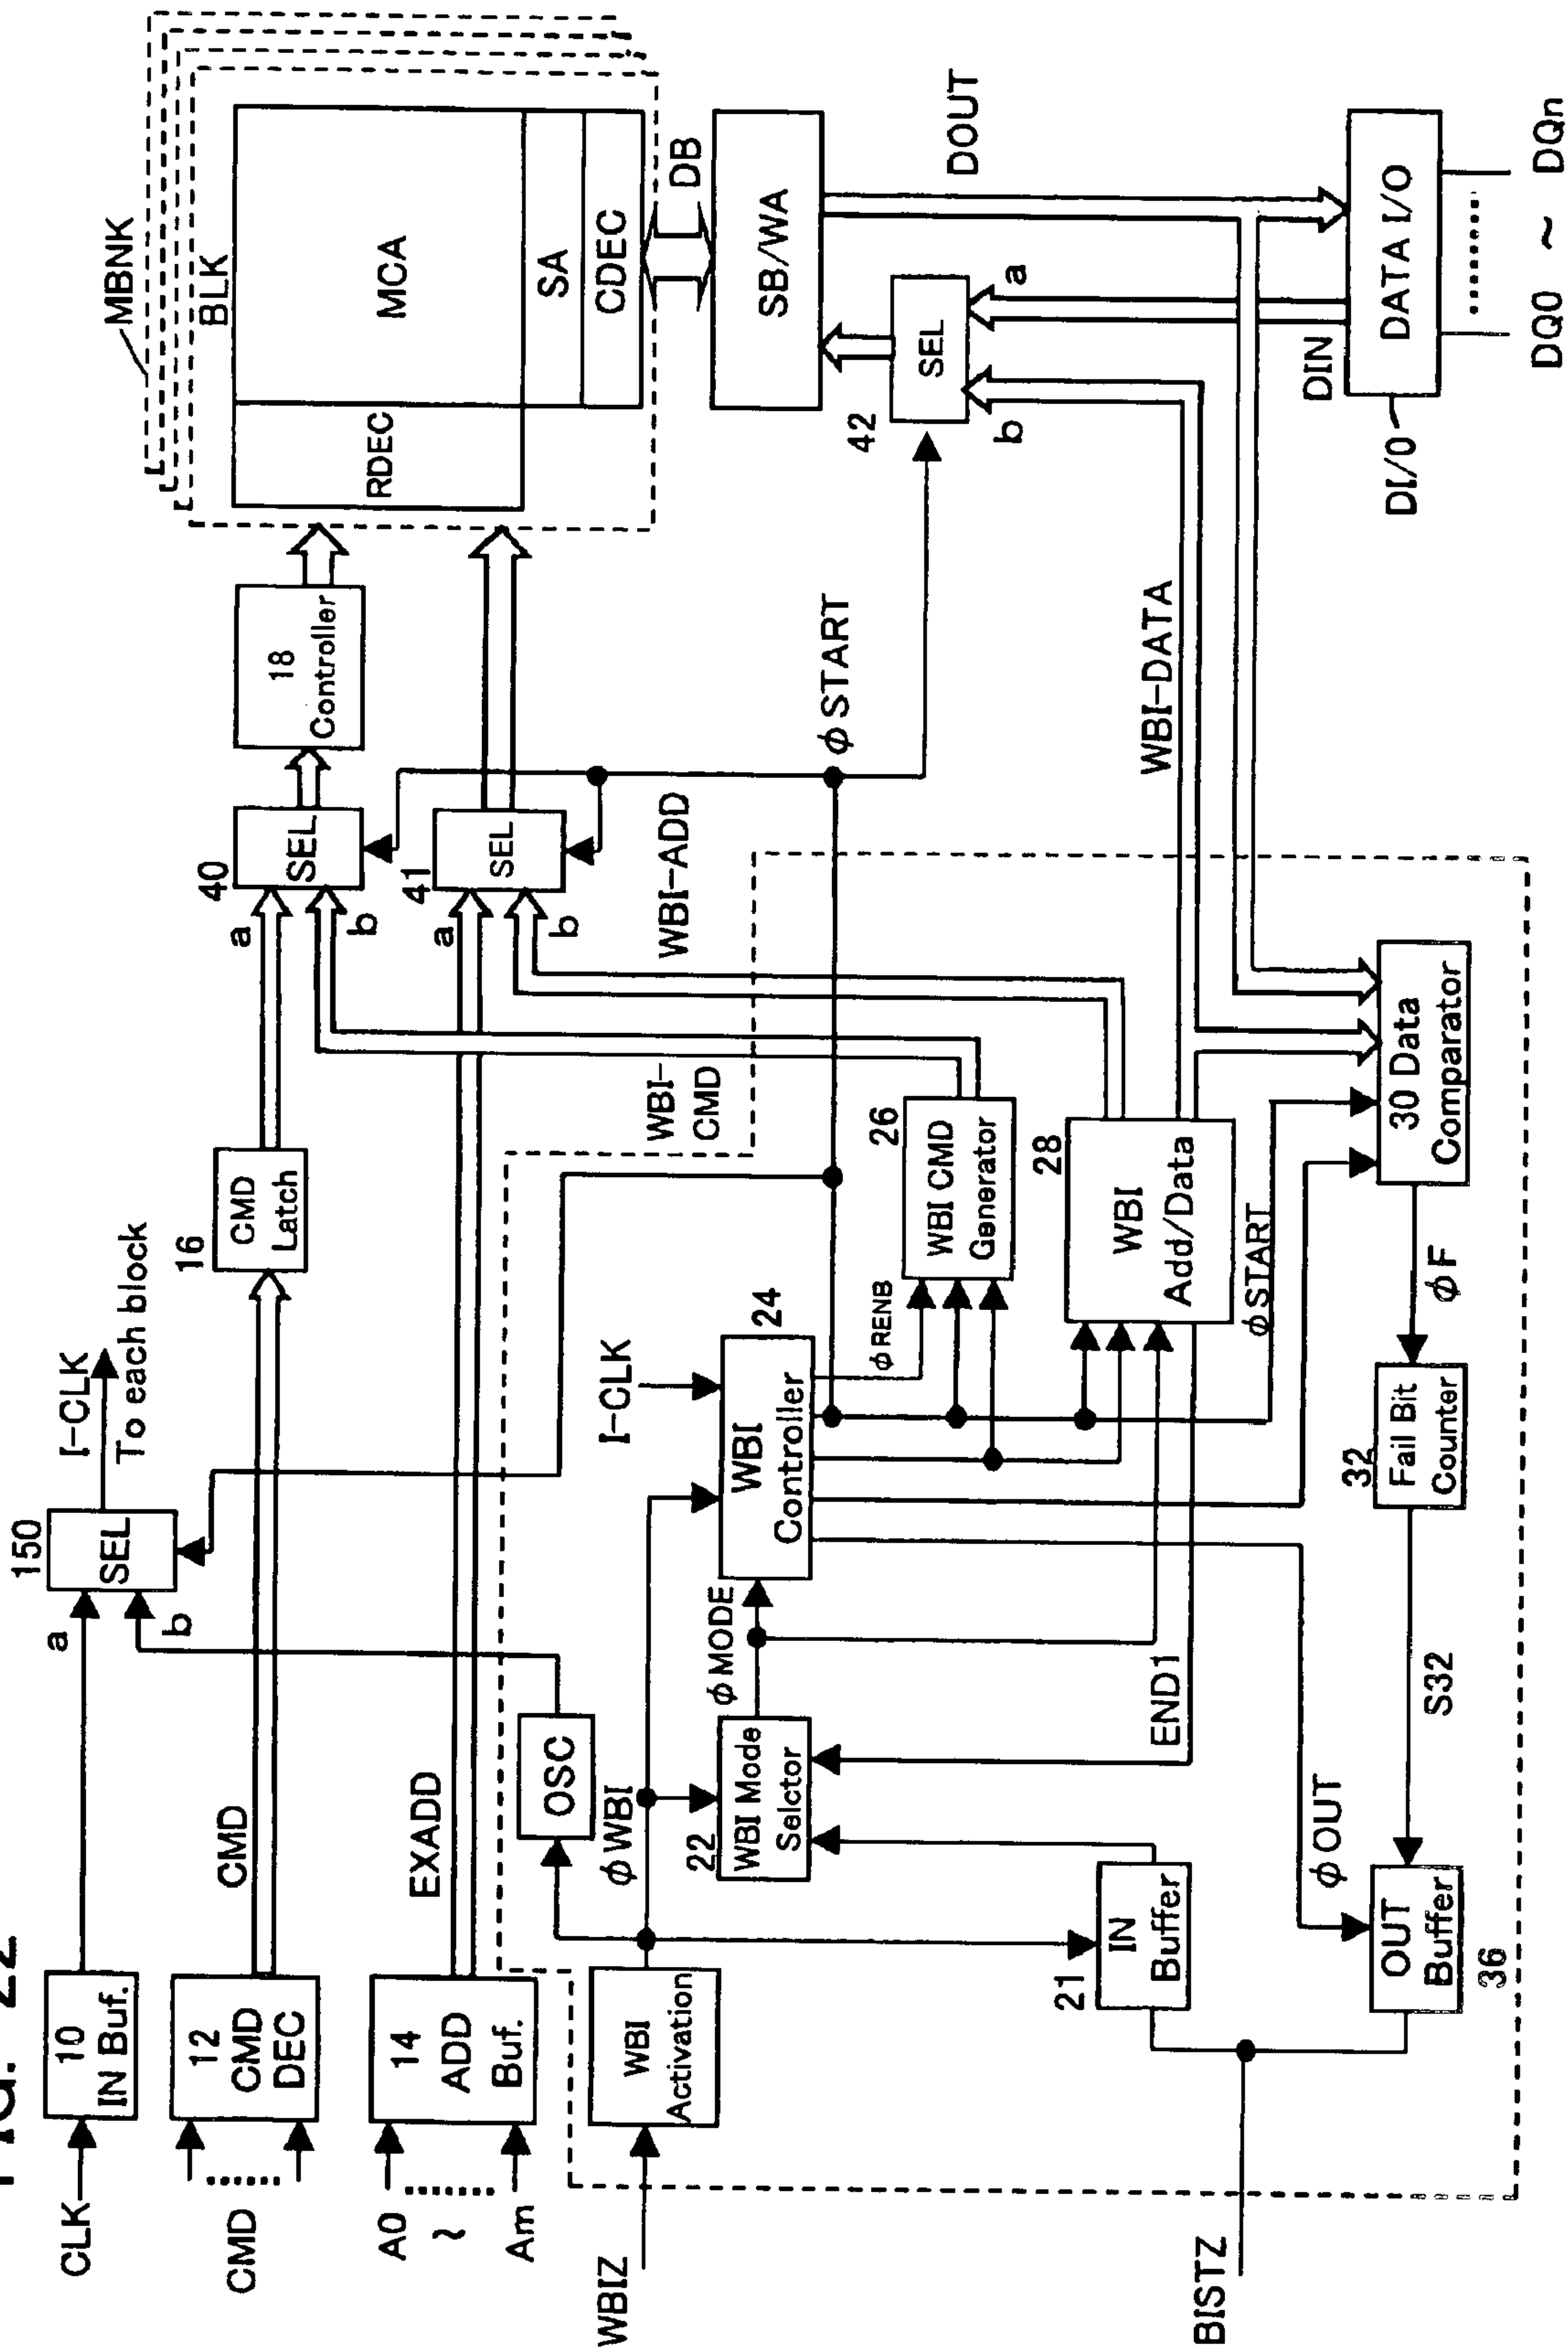 FIG. 22
CLK
10
IN Buf.
a
b
150
SEL
I-CLK
To each block
CMD
12
CMD
DEC
CMD
16
CMD
Latch
a
b
40
SEL
18
Controller
MBNK
BLK
RDEC
MCA
SA
CDEC
A0
~
Am
14
ADD
Buf.
EXADD
a
b
41
SEL
WBI-ADD
WBI-
CMD
DB
SB/WA
DOUT
OSC
φWBI
WBIZ
WBI
Activation
22
WBI Mode
Selctor
φMODE
I-CLK
24
WBI
Controller
φRENB
26
WBI CMD
Generator
φSTART
42
SEL
a
b
28
WBI
Add/Data
WBI-DATA
END1
φSTART
DIN
DI/O
DATA I/O
DQ0 ~ DQn
21
IN
Buffer
BISTZ
OUT
Buffer
36
φOUT
S32
32
Fail Bit
Counter
φF
30 Data
Comparator